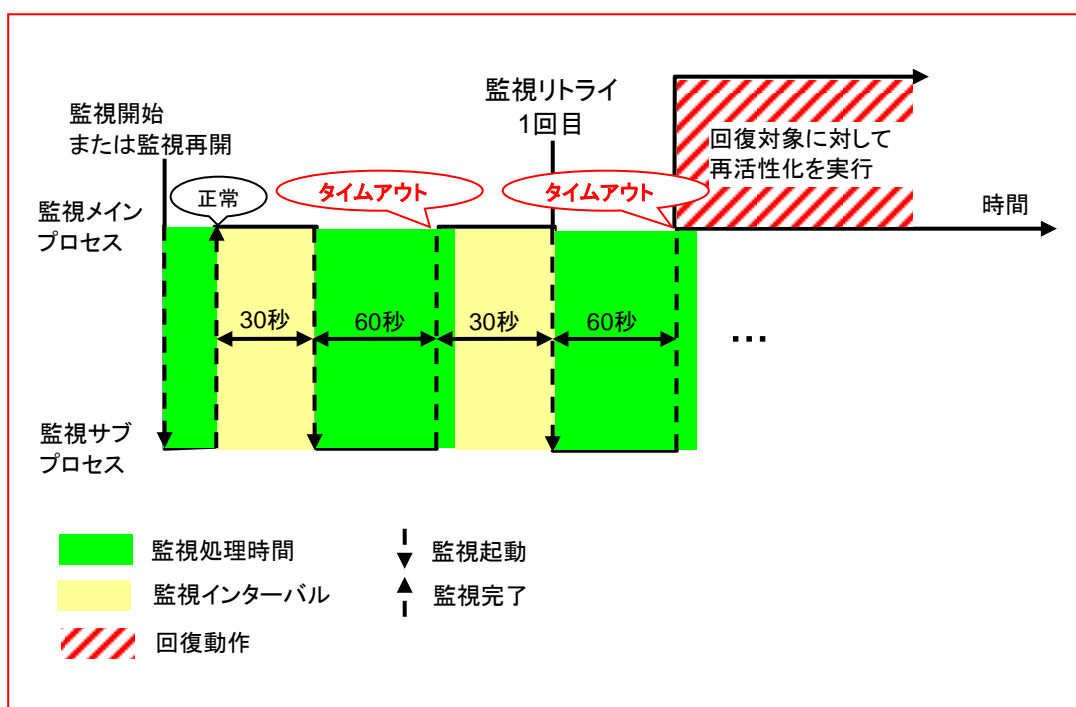 監視開始
または監視再開
監視リトライ
1回目
回復対象に対して
再活性化を実行
正常
タイムアウト
タイムアウト
監視メイン
プロセス
時間
30秒
60秒
30秒
60秒
...
監視サブ
プロセス
監視処理時間
監視起動
監視インターバル
監視完了
回復動作